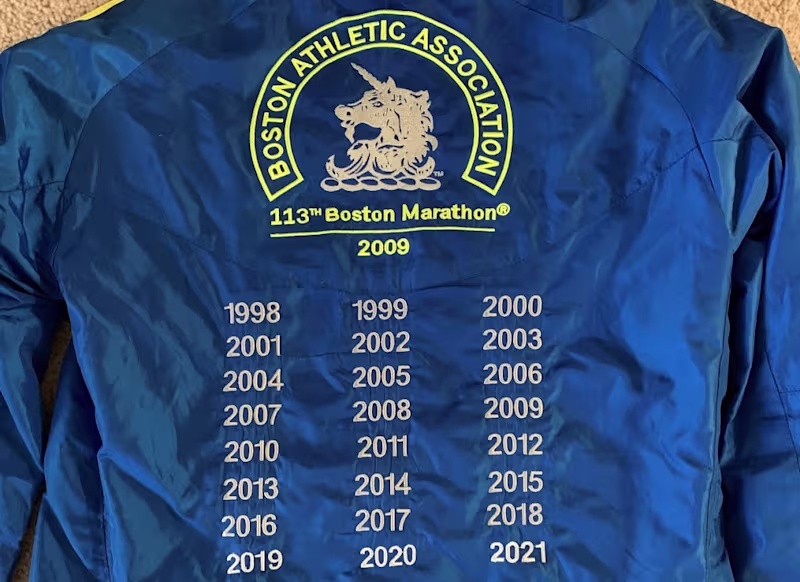 BOSTON ATHLETIC ASSOCIATION
TM
113TH Boston Marathon®
2009
1998 1999 2000
2001 2002 2003
2004 2005 2006
2007 2008 2009
2010 2011 2012
2013 2014 2015
2016 2017 2018
2019 2020 2021